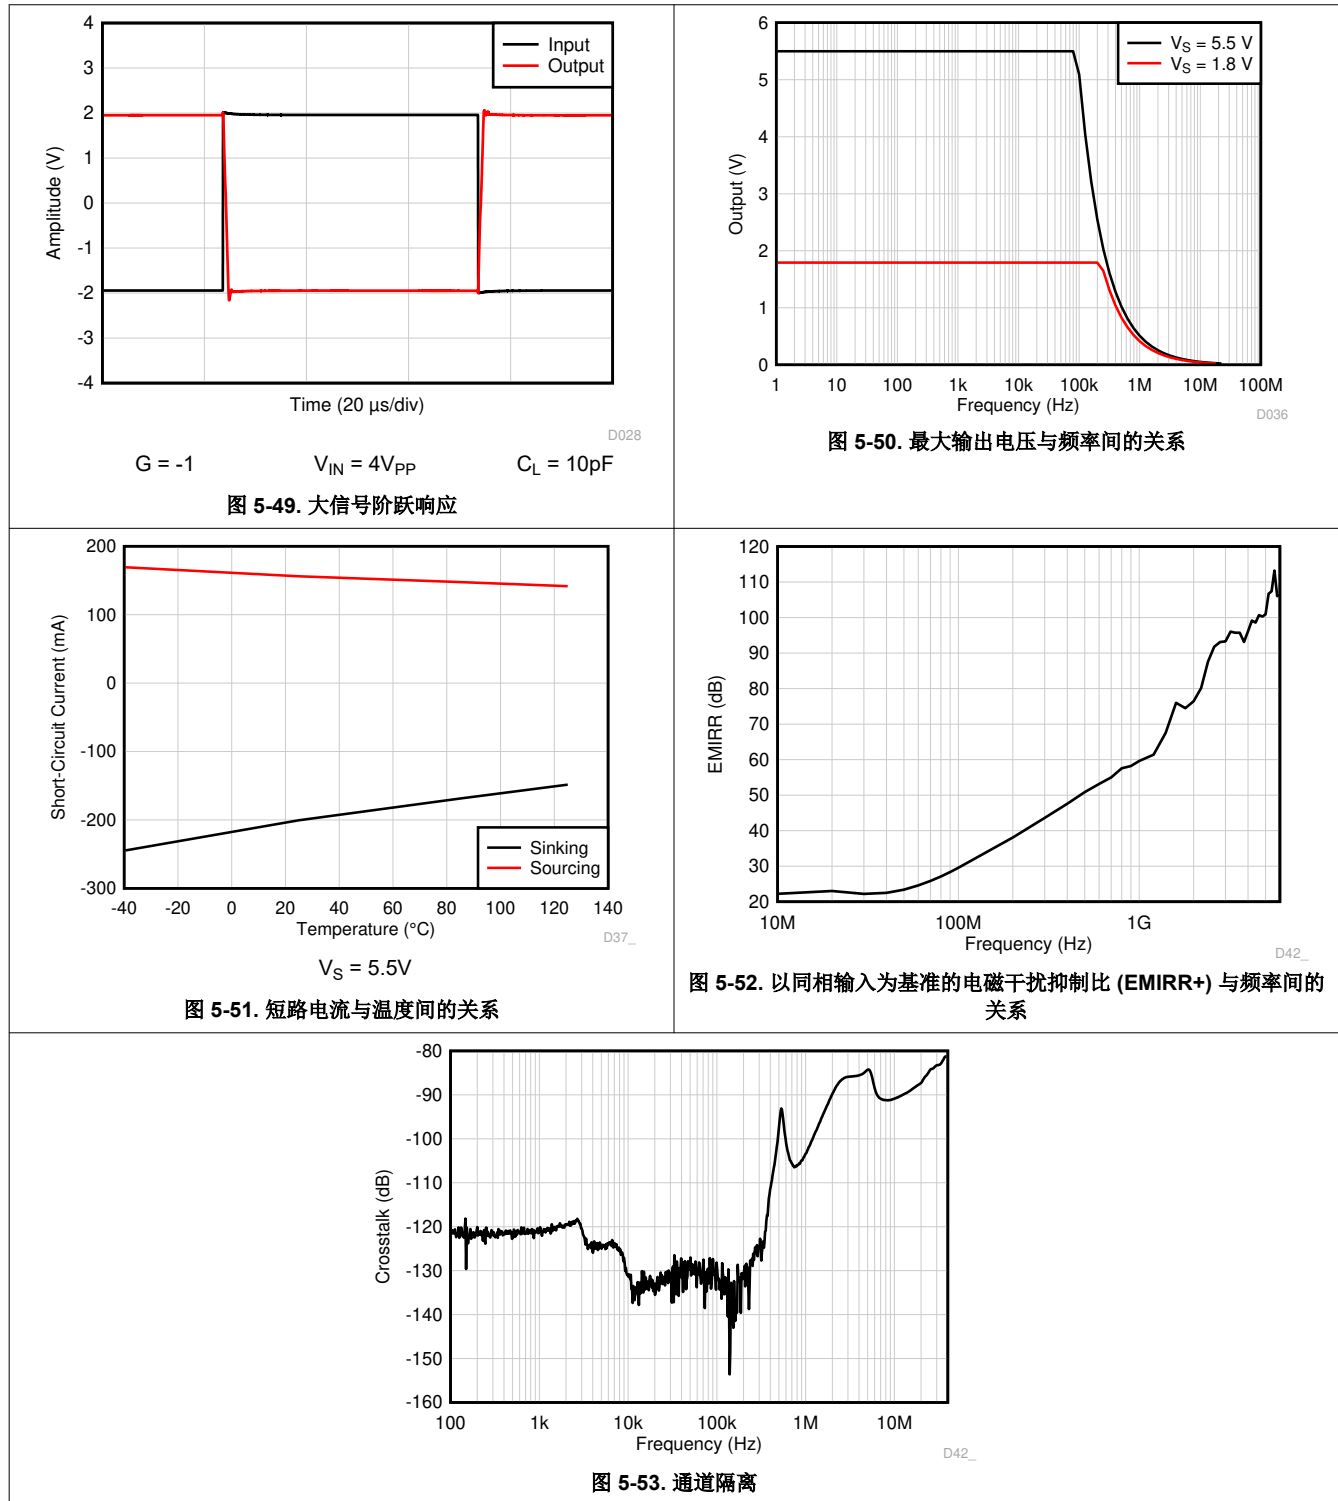 4
3
2
1
0
-1
-2
-3
-4
Amplitude (V)
Input
Output
Time (20 µs/div)
D028
G = -1 V_IN = 4V_PP C_L = 10pF
图 5-49. 大信号阶跃响应
6
5
4
3
2
1
0
Output (V)
V_S = 5.5 V
V_S = 1.8 V
1 10 100 1k 10k 100k 1M 10M 100M
Frequency (Hz)
D036
图 5-50. 最大输出电压与频率间的关系
200
100
0
-100
-200
-300
Short-Circuit Current (mA)
Sinking
Sourcing
-40 -20 0 20 40 60 80 100 120 140
Temperature (°C)
D37_
V_S = 5.5V
图 5-51. 短路电流与温度间的关系
120
110
100
90
80
70
60
50
40
30
20
EMIRR (dB)
10M 100M 1G
Frequency (Hz)
D42_
图 5-52. 以同相输入为基准的电磁干扰抑制比 (EMIRR+) 与频率间的
关系
-80
-90
-100
-110
-120
-130
-140
-150
-160
Crosstalk (dB)
100 1k 10k 100k 1M 10M
Frequency (Hz)
D42_
图 5-53. 通道隔离